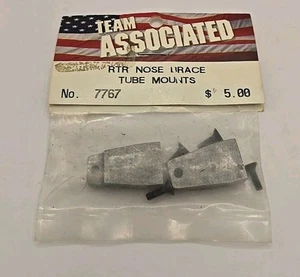 TEAM
ASSOCIATED
RTR NOSE BRACE
TUBE MOUNTS
No. 7767 $ 5.00